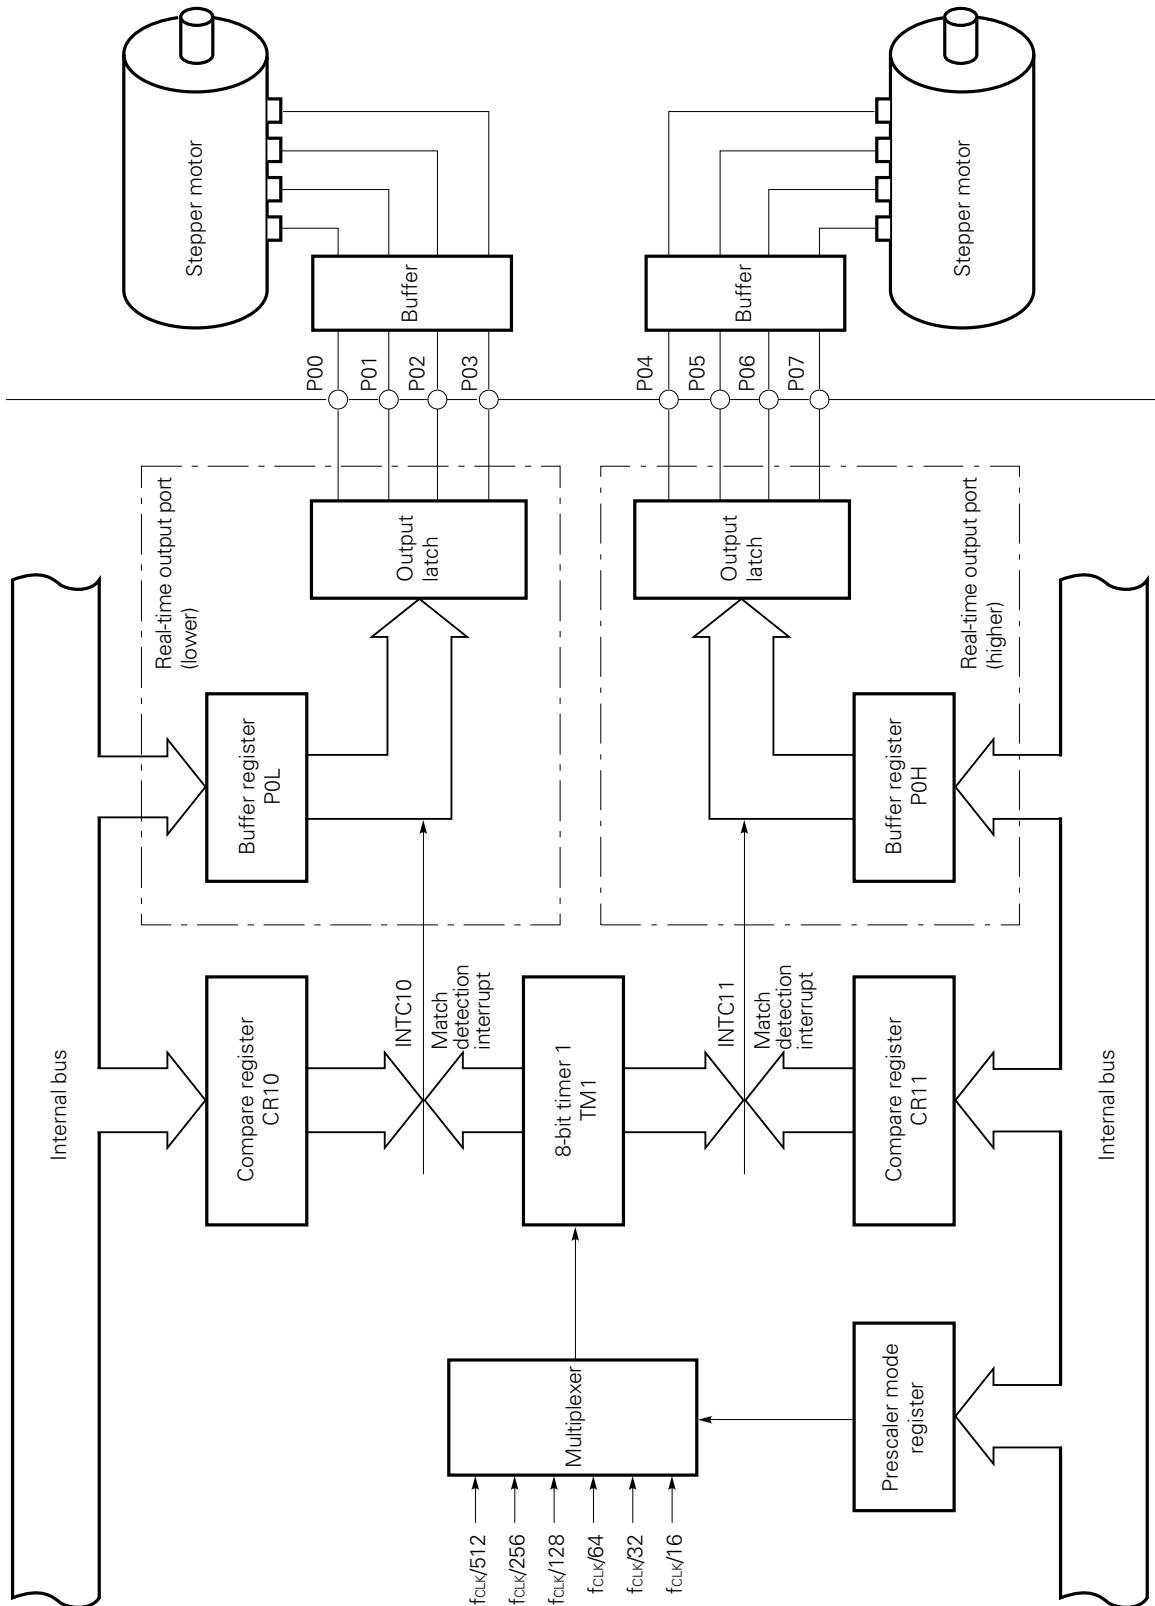 Internal bus
Compare register
CR10
Buffer register
P0L
Real-time output port
(lower)
Output
latch
P00
P01
P02
P03
Buffer
Stepper motor
INTC10
Match
detection
interrupt
fCLK/512
fCLK/256
fCLK/128
fCLK/64
fCLK/32
fCLK/16
Multiplexer
8-bit timer 1
TM1
INTC11
Match
detection
interrupt
Output
latch
P04
P05
P06
P07
Buffer
Stepper motor
Prescaler mode
register
Compare register
CR11
Buffer register
P0H
Real-time output port
(higher)
Internal bus